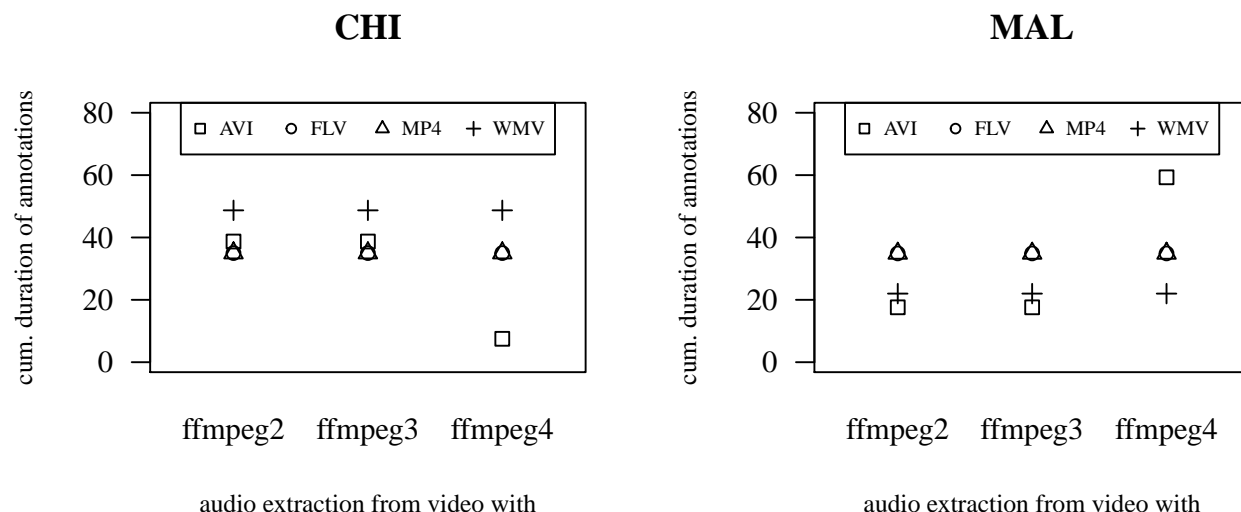 CHI
cum. duration of annotations
80
60
40
20
0
AVI FLV MP4 WMV
ffmpeg2 ffmpeg3 ffmpeg4
audio extraction from video with
MAL
cum. duration of annotations
80
60
40
20
0
AVI FLV MP4 WMV
ffmpeg2 ffmpeg3 ffmpeg4
audio extraction from video with